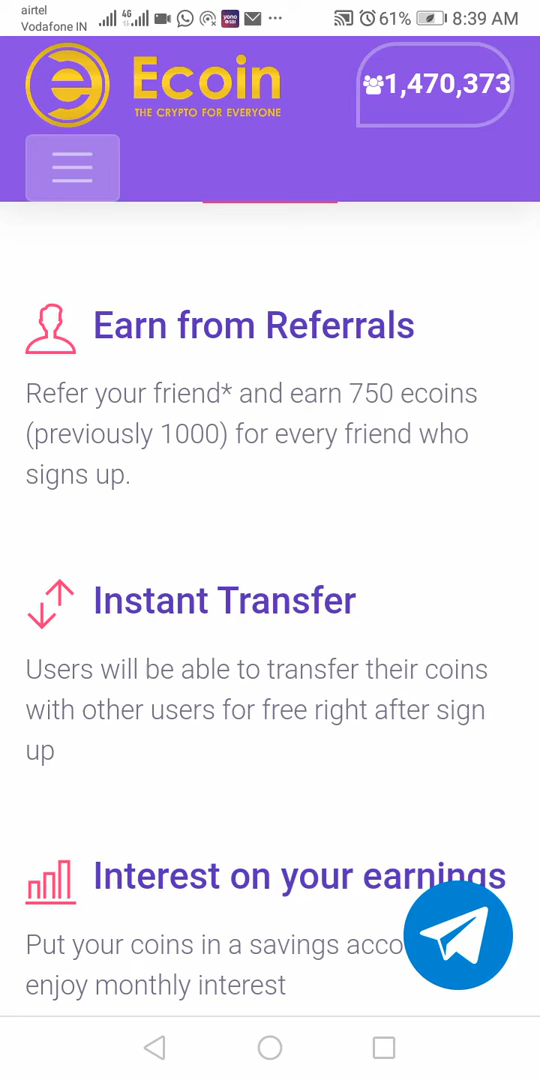 airtel
Vodafone IN
4G
yono
SBI
61%
8:39 AM
Ecoin
THE CRYPTO FOR EVERYONE
1,470,373
Earn from Referrals
Refer your friend* and earn 750 ecoins
(previously 1000) for every friend who
signs up.
Instant Transfer
Users will be able to transfer their coins
with other users for free right after sign
up
Interest on your earnings
Put your coins in a savings acco
enjoy monthly interest